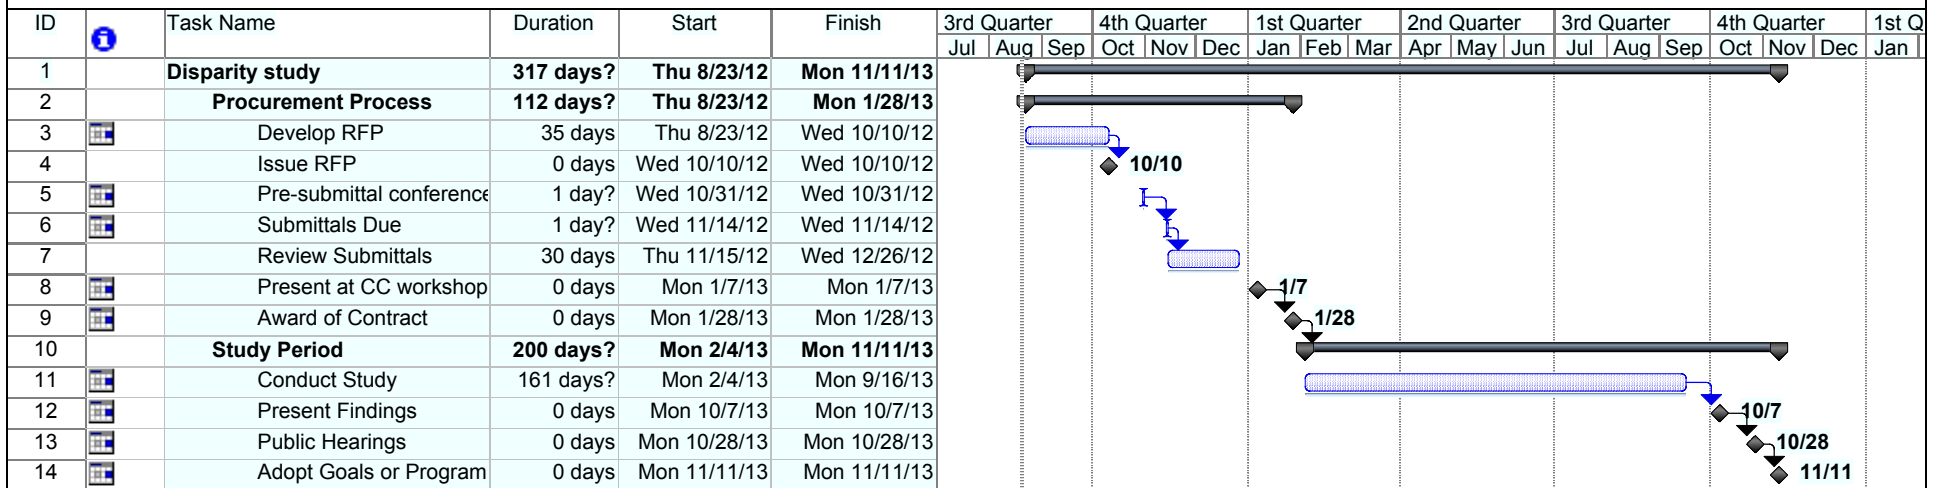 ID Task Name Duration Start Finish 3rd Quarter 4th Quarter 1st Quarter 2nd Quarter 3rd Quarter 4th Quarter 1st Q
i Jul Aug Sep Oct Nov Dec Jan Feb Mar Apr May Jun Jul Aug Sep Oct Nov Dec Jan
1 Disparity study 317 days? Thu 8/23/12 Mon 11/11/13
2 Procurement Process 112 days? Thu 8/23/12 Mon 1/28/13
3 Develop RFP 35 days Thu 8/23/12 Wed 10/10/12
4 Issue RFP 0 days Wed 10/10/12 Wed 10/10/12 10/10
5 Pre-submittal conference 1 day? Wed 10/31/12 Wed 10/31/12
6 Submittals Due 1 day? Wed 11/14/12 Wed 11/14/12
7 Review Submittals 30 days Thu 11/15/12 Wed 12/26/12
8 Present at CC workshop 0 days Mon 1/7/13 Mon 1/7/13 1/7
9 Award of Contract 0 days Mon 1/28/13 Mon 1/28/13 1/28
10 Study Period 200 days? Mon 2/4/13 Mon 11/11/13
11 Conduct Study 161 days? Mon 2/4/13 Mon 9/16/13
12 Present Findings 0 days Mon 10/7/13 Mon 10/7/13 10/7
13 Public Hearings 0 days Mon 10/28/13 Mon 10/28/13 10/28
14 Adopt Goals or Program 0 days Mon 11/11/13 Mon 11/11/13 11/11